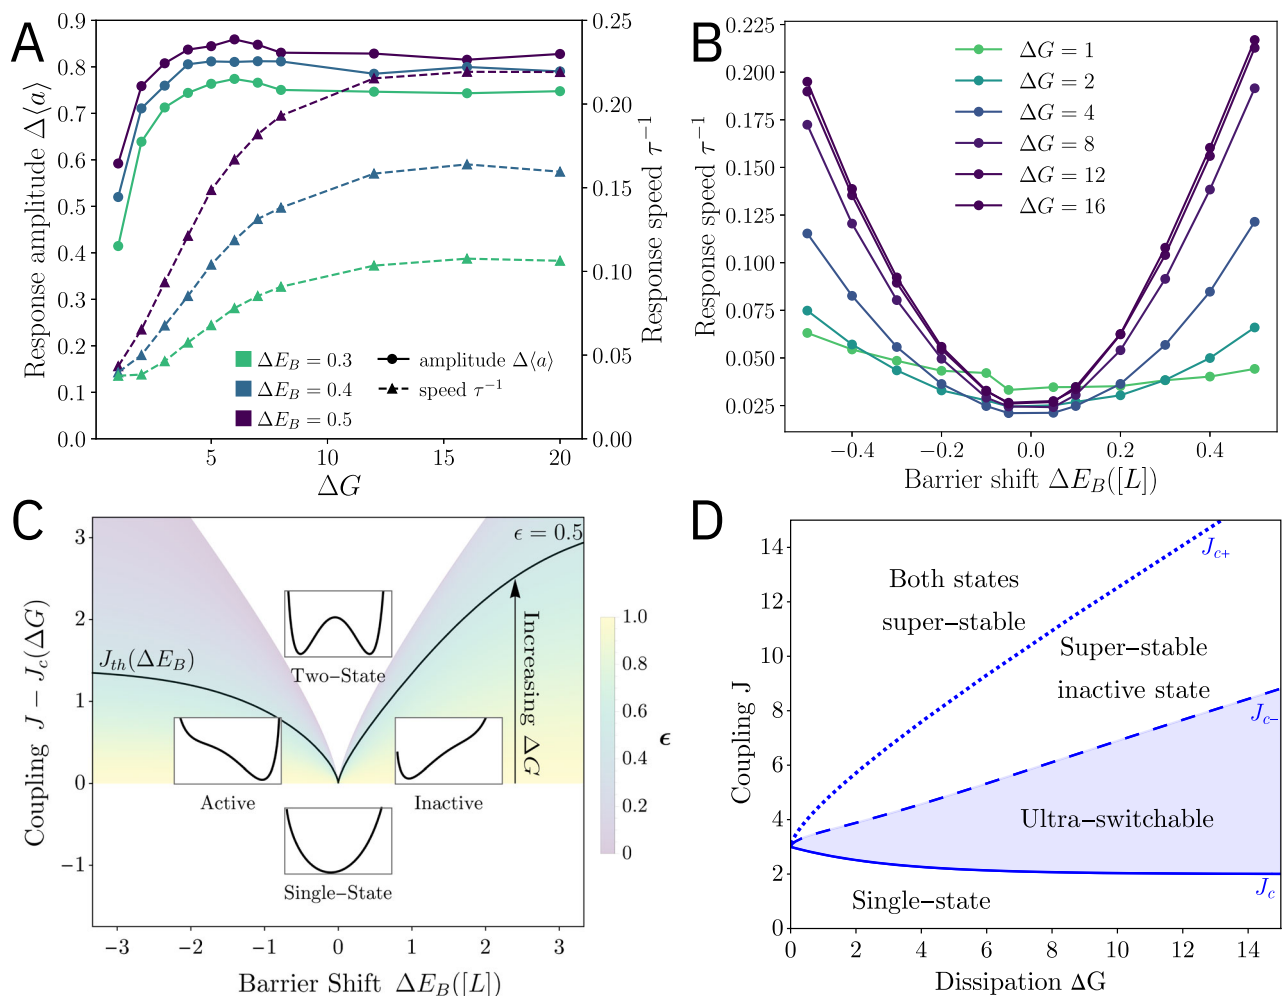 A
0.9
0.8
0.7
0.6
0.5
0.4
0.3
0.2
0.1
0.0
Response amplitude Δ⟨a⟩
0.25
0.20
0.15
0.10
0.05
0.00
Response speed τ⁻¹
ΔE_B = 0.3
ΔE_B = 0.4
ΔE_B = 0.5
amplitude Δ⟨a⟩
speed τ⁻¹
5
10
15
20
ΔG
B
0.225
0.200
0.175
0.150
0.125
0.100
0.075
0.050
0.025
Response speed τ⁻¹
ΔG = 1
ΔG = 2
ΔG = 4
ΔG = 8
ΔG = 12
ΔG = 16
−0.4
−0.2
0.0
0.2
0.4
Barrier shift ΔE_B([L])
C
3
2
1
0
−1
Coupling J − J_c(ΔG)
ϵ = 0.5
J_th(ΔE_B)
Two−State
Increasing ΔG
Active
Inactive
Single−State
1.0
0.8
0.6
0.4
0.2
0
ϵ
−3
−2
−1
0
1
2
3
Barrier Shift ΔE_B([L])
D
14
12
10
8
6
4
2
0
Coupling J
J_c+
Both states
super−stable
Super−stable
inactive state
J_c−
Ultra−switchable
J_c
Single−state
0
2
4
6
8
10
12
14
Dissipation ΔG